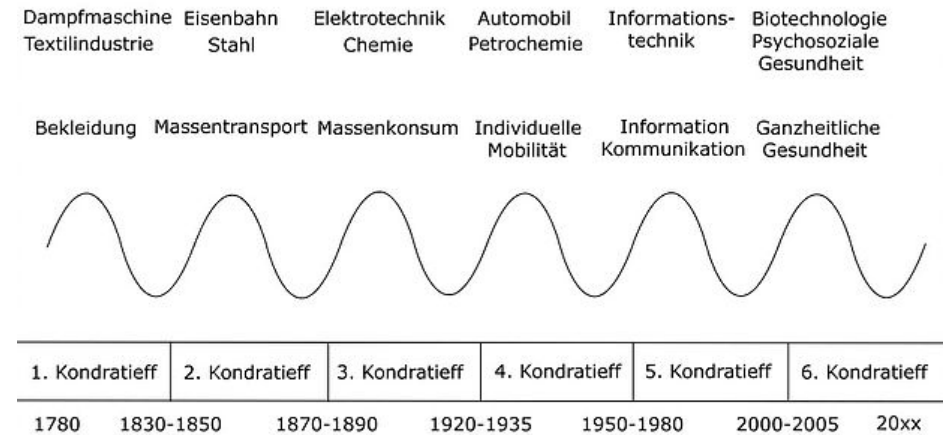 Dampfmaschine Eisenbahn Elektrotechnik Automobil Informations- Biotechnologie
Textilindustrie Stahl Chemie Petrochemie technik Psychosoziale
Gesundheit
Bekleidung Massentransport Massenkonsum Individuelle Information Ganzheitliche
Mobilität Kommunikation Gesundheit
1. Kondratieff 2. Kondratieff 3. Kondratieff 4. Kondratieff 5. Kondratieff 6. Kondratieff
1780 1830-1850 1870-1890 1920-1935 1950-1980 2000-2005 20xx